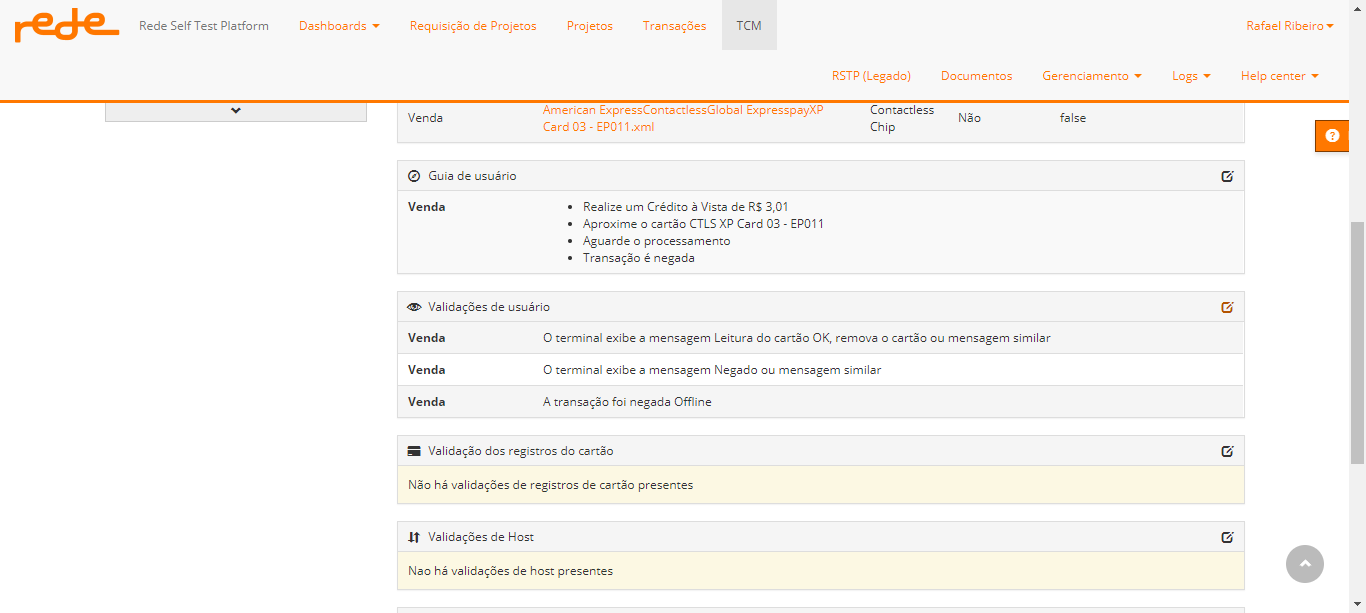 rede
Rede Self Test Platform
Dashboards
Requisição de Projetos
Projetos
Transações
TCM
Rafael Ribeiro
RSTP (Legado)
Documentos
Gerenciamento
Logs
Help center
Venda
American ExpressContactlessGlobal ExpresspayXP
Card 03 - EP011.xml
Contactless
Chip
Não
false
Guia de usuário
Venda
Realize um Crédito à Vista de R$ 3,01
Aproxime o cartão CTLS XP Card 03 - EP011
Aguarde o processamento
Transação é negada
Validações de usuário
Venda
O terminal exibe a mensagem Leitura do cartão OK, remova o cartão ou mensagem similar
Venda
O terminal exibe a mensagem Negado ou mensagem similar
Venda
A transação foi negada Offline
Validação dos registros do cartão
Não há validações de registros de cartão presentes
Validações de Host
Nao há validações de host presentes